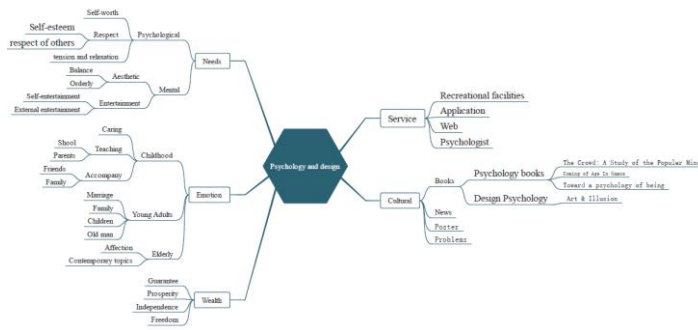 Psychology and design
Needs
Psychological
Self-worth
Respect
Self-esteem
respect of others
tension and relaxation
Mental
Aesthetic
Balance
Orderly
Entertainment
Self-entertainment
External entertainment
Emotion
Childhood
Caring
Teaching
Shool
Parents
Accompany
Friends
Family
Young Adults
Marriage
Family
Children
Old man
Elderly
Affection
Contemporary topics
Wealth
Guarantee
Prosperity
Independence
Freedom
Service
Recreational facilities
Application
Web
Psychologist
Cultural
Books
Psychology books
The Crowd: A Study of the Popular Min
Coming of Age In Samoa
Toward a psychology of being
Design Psychology
Art & Illusion
News
Poster
Problems